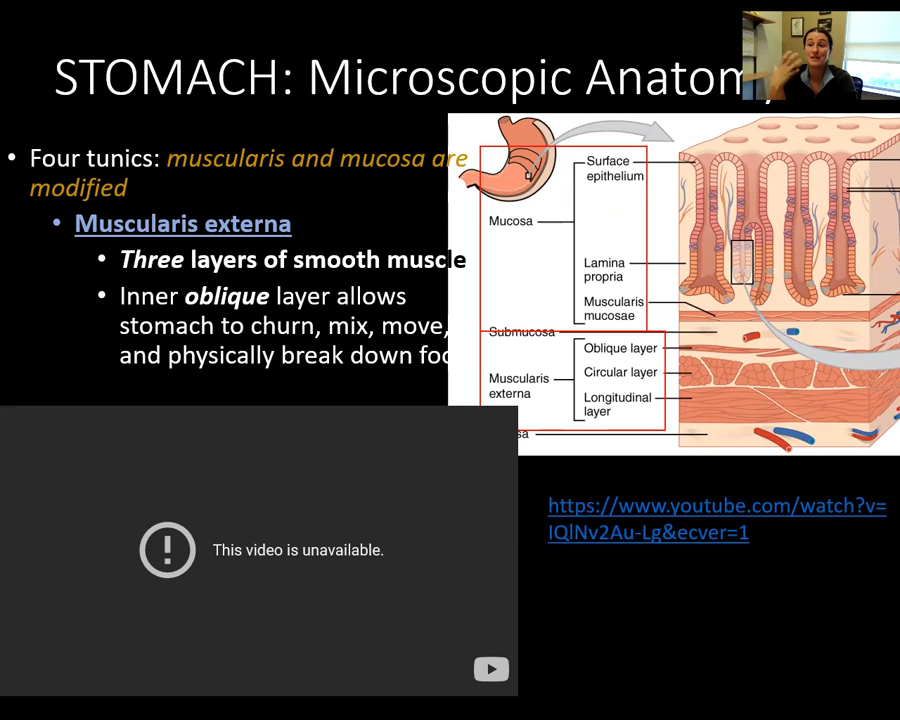 STOMACH: Microscopic Anatomy
• Four tunics: muscularis and mucosa are
modified
• Muscularis externa
• Three layers of smooth muscle
• Inner oblique layer allows
stomach to churn, mix, move,
and physically break down foo
Surface
epithelium
Mucosa
Lamina
propria
Muscularis
mucosae
Submucosa
Oblique layer
Circular layer
Muscularis
externa
Longitudinal
layer
sa
This video is unavailable.
https://www.youtube.com/watch?v=
IQlNv2Au-Lg&ecver=1